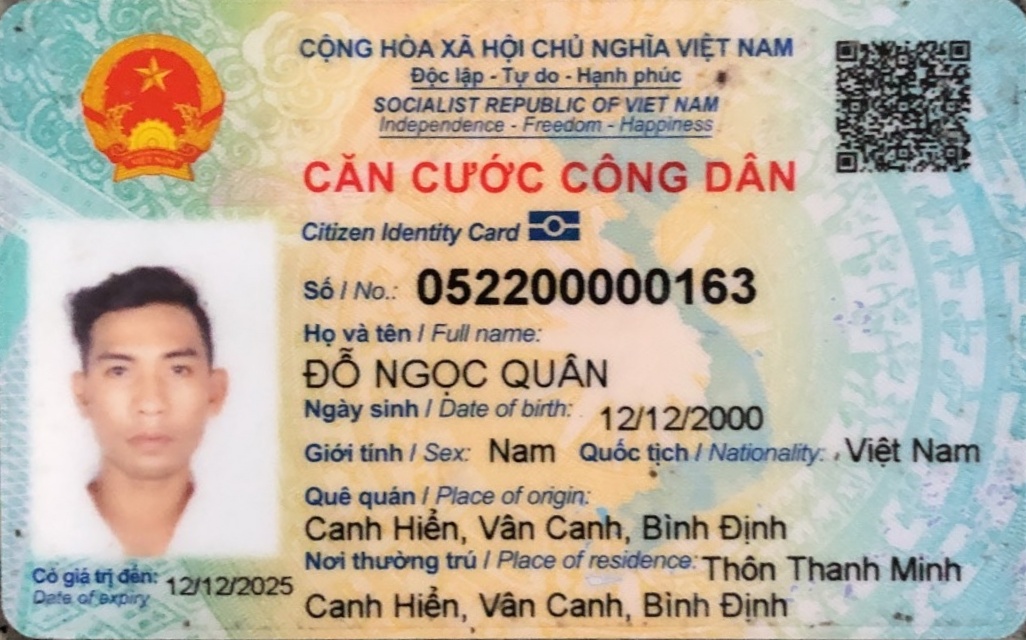 CỘNG HÒA XÃ HỘI CHỦ NGHĨA VIỆT NAM
Độc lập - Tự do - Hạnh phúc
SOCIALIST REPUBLIC OF VIET NAM
Independence - Freedom - Happiness
CĂN CƯỚC CÔNG DÂN
Citizen Identity Card
Số / No.: 052200000163
Họ và tên / Full name:
ĐỖ NGỌC QUÂN
Ngày sinh / Date of birth: 12/12/2000
Giới tính / Sex: Nam Quốc tịch / Nationality: Việt Nam
Quê quán / Place of origin:
Canh Hiển, Vân Canh, Bình Định
Nơi thường trú / Place of residence: Thôn Thanh Minh
Canh Hiển, Vân Canh, Bình Định
Có giá trị đến: 12/12/2025
Date of expiry
VIỆT NAM